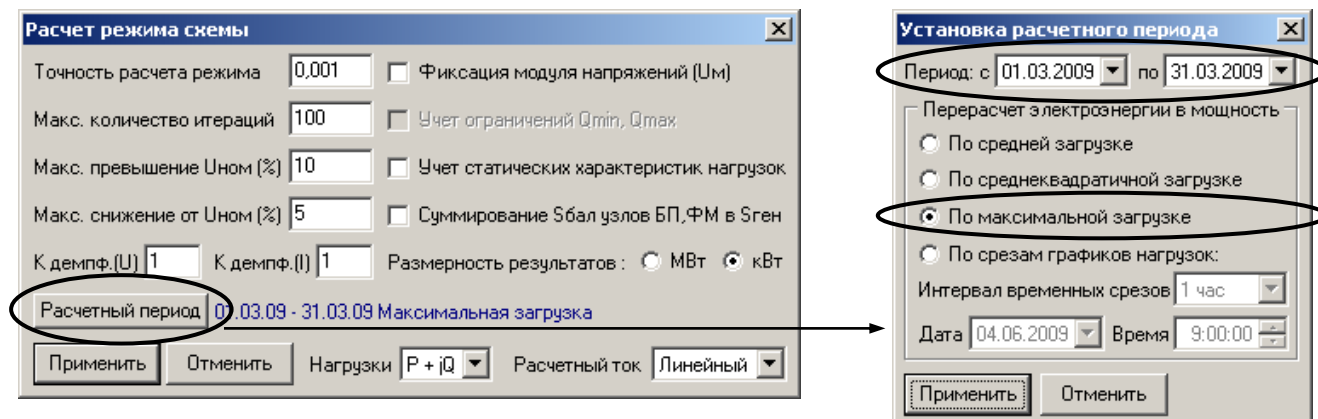 Расчет режима схемы
Точность расчета режима 0,001 Фиксация модуля напряжений (Uм)
Макс. количество итераций 100 Учет ограничений Qmin, Qmax
Макс. превышение Uном (%) 10 Учет статических характеристик нагрузок
Макс. снижение от Uном (%) 5 Суммирование Sбал узлов БП,ФМ в Sген
К демпф.(U) 1 К демпф.(I) 1 Размерность результатов : МВт кВт
Расчетный период 01.03.09 - 31.03.09 Максимальная загрузка
Применить Отменить Нагрузки P + jQ Расчетный ток Линейный
Установка расчетного периода
Период: с 01.03.2009 по 31.03.2009
Перерасчет электроэнергии в мощность
По средней загрузке
По среднеквадратичной загрузке
По максимальной загрузке
По срезам графиков нагрузок:
Интервал временных срезов 1 час
Дата 04.06.2009 Время 9:00:00
Применить Отменить